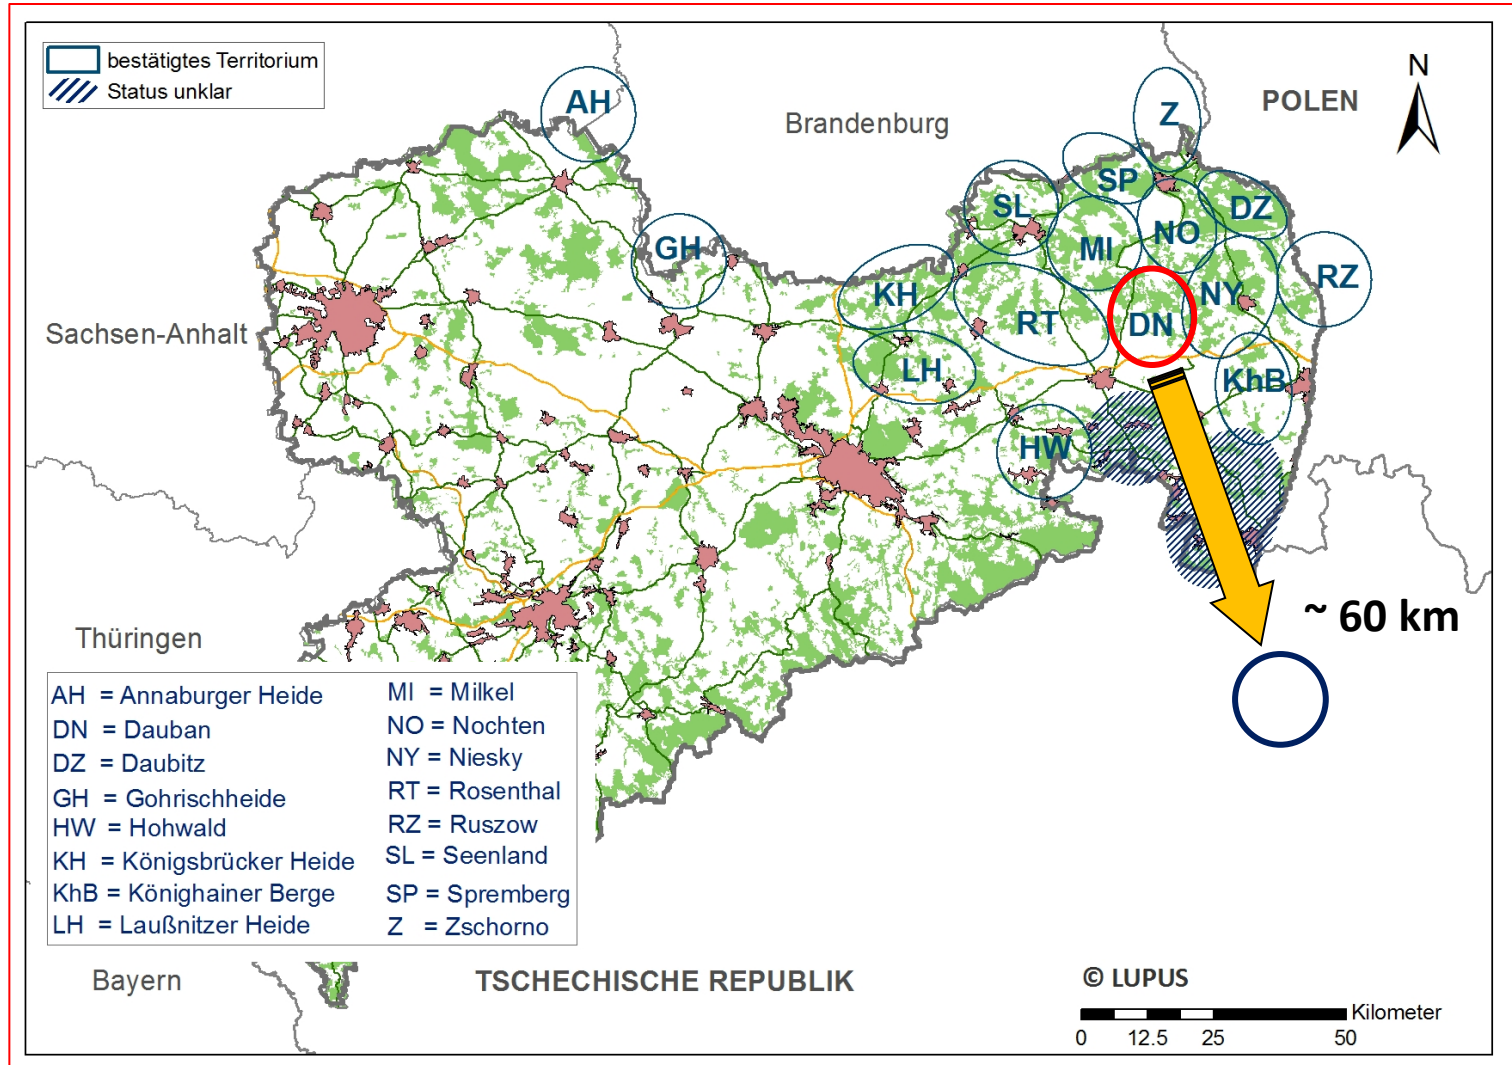 bestätigtes Territorium
Status unklar
AH
Brandenburg
Z
POLEN
N
SP
SL
DZ
MI
NO
GH
KH
RT
DN
NY
RZ
Sachsen-Anhalt
LH
KhB
HW
~ 60 km
Thüringen
AH = Annaburger Heide
DN = Dauban
DZ = Daubitz
GH = Gohrischheide
HW = Hohwald
KH = Königsbrücker Heide
KhB = Könighainer Berge
LH = Laußnitzer Heide
MI = Milkel
NO = Nochten
NY = Niesky
RT = Rosenthal
RZ = Ruszow
SL = Seenland
SP = Spremberg
Z = Zschorno
Bayern
TSCHECHISCHE REPUBLIK
© LUPUS
Kilometer
0 12.5 25 50